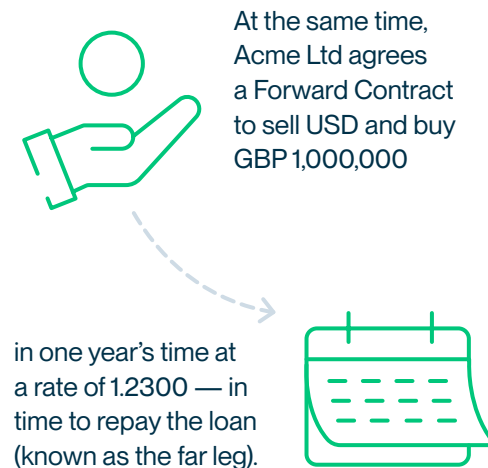 At the same time,
Acme Ltd agrees
a Forward Contract
to sell USD and buy
GBP 1,000,000
in one year’s time at
a rate of 1.2300 — in
time to repay the loan
(known as the far leg).